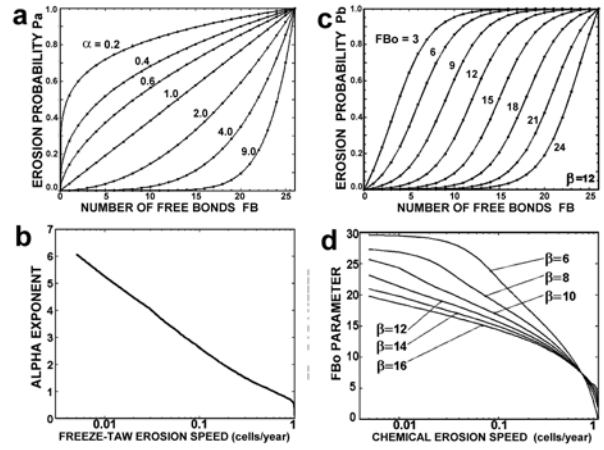 a
EROSION PROBABILITY Pa
1.0
0.8
0.6
0.4
0.2
0.0
α = 0.2
0.4
0.6
1.0
2.0
4.0
9.0
0 5 10 15 20 25
NUMBER OF FREE BONDS FB
c
EROSION PROBABILITY Pb
1.0
0.8
0.6
0.4
0.2
0.0
FBo = 3
6
9
12
15
18
21
24
β=12
0 5 10 15 20 25
NUMBER OF FREE BONDS FB
b
ALPHA EXPONENT
7
6
5
4
3
2
1
0
0.01 0.1 1
FREEZE-TAW EROSION SPEED (cells/year)
d
FBo PARAMETER
30
25
20
15
10
5
0
β=6
β=8
β=10
β=12
β=14
β=16
0.01 0.1 1
CHEMICAL EROSION SPEED (cells/year)